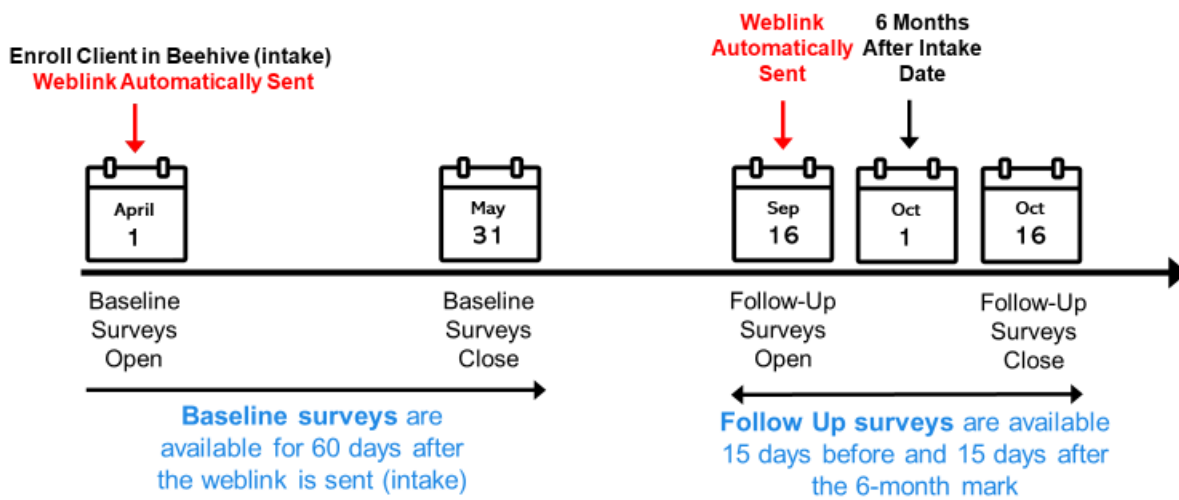 Enroll Client in Beehive (intake)
Weblink Automatically Sent
Weblink
Automatically
Sent
6 Months
After Intake
Date
April
1
May
31
Sep
16
Oct
1
Oct
16
Baseline
Surveys
Open
Baseline
Surveys
Close
Follow-Up
Surveys
Open
Follow-Up
Surveys
Close
Baseline surveys are
available for 60 days after
the weblink is sent (intake)
Follow Up surveys are available
15 days before and 15 days after
the 6-month mark